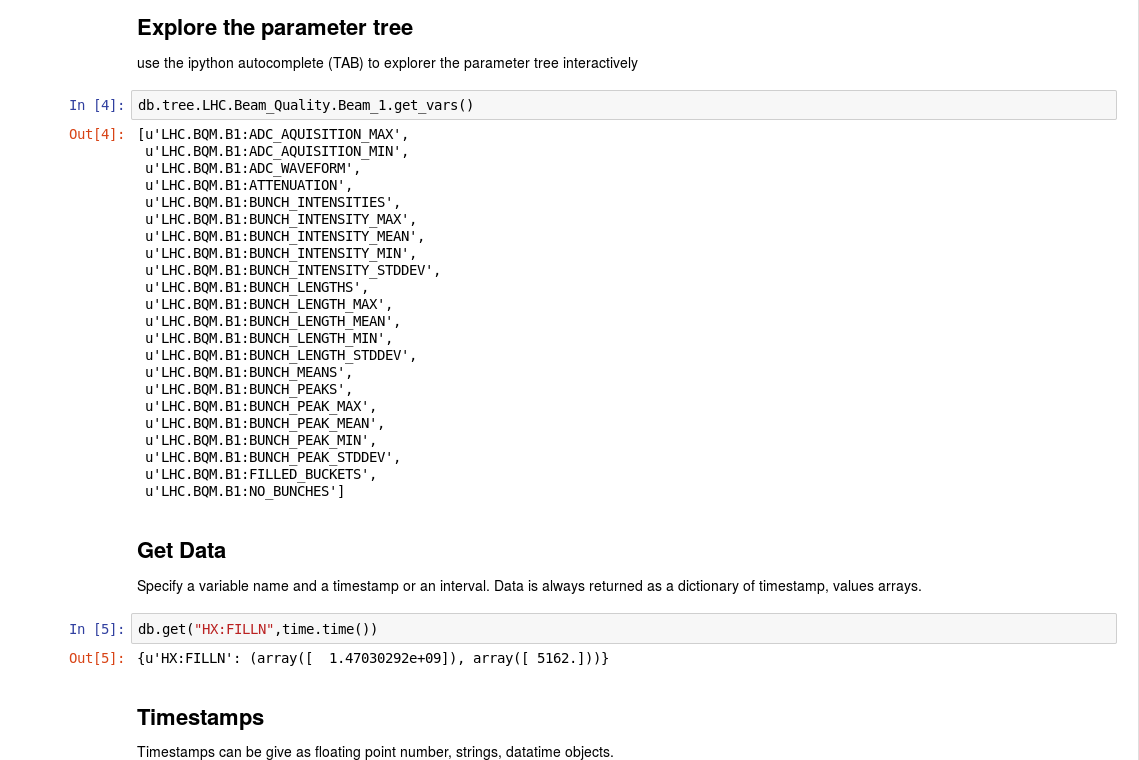 Explore the parameter tree
use the ipython autocomplete (TAB) to explorer the parameter tree interactively
In [4]: db.tree.LHC.Beam_Quality.Beam_1.get_vars()
Out[4]: [u'LHC.BQM.B1:ADC_AQUISITION_MAX',
u'LHC.BQM.B1:ADC_AQUISITION_MIN',
u'LHC.BQM.B1:ADC_WAVEFORM',
u'LHC.BQM.B1:ATTENUATION',
u'LHC.BQM.B1:BUNCH_INTENSITIES',
u'LHC.BQM.B1:BUNCH_INTENSITY_MAX',
u'LHC.BQM.B1:BUNCH_INTENSITY_MEAN',
u'LHC.BQM.B1:BUNCH_INTENSITY_MIN',
u'LHC.BQM.B1:BUNCH_INTENSITY_STDDEV',
u'LHC.BQM.B1:BUNCH_LENGTHS',
u'LHC.BQM.B1:BUNCH_LENGTH_MAX',
u'LHC.BQM.B1:BUNCH_LENGTH_MEAN',
u'LHC.BQM.B1:BUNCH_LENGTH_MIN',
u'LHC.BQM.B1:BUNCH_LENGTH_STDDEV',
u'LHC.BQM.B1:BUNCH_MEANS',
u'LHC.BQM.B1:BUNCH_PEAKS',
u'LHC.BQM.B1:BUNCH_PEAK_MAX',
u'LHC.BQM.B1:BUNCH_PEAK_MEAN',
u'LHC.BQM.B1:BUNCH_PEAK_MIN',
u'LHC.BQM.B1:BUNCH_PEAK_STDDEV',
u'LHC.BQM.B1:FILLED_BUCKETS',
u'LHC.BQM.B1:NO_BUNCHES']
Get Data
Specify a variable name and a timestamp or an interval. Data is always returned as a dictionary of timestamp, values arrays.
In [5]: db.get("HX:FILLN",time.time())
Out[5]: {u'HX:FILLN': (array([  1.47030292e+09]), array([ 5162.]))}
Timestamps
Timestamps can be give as floating point number, strings, datatime objects.